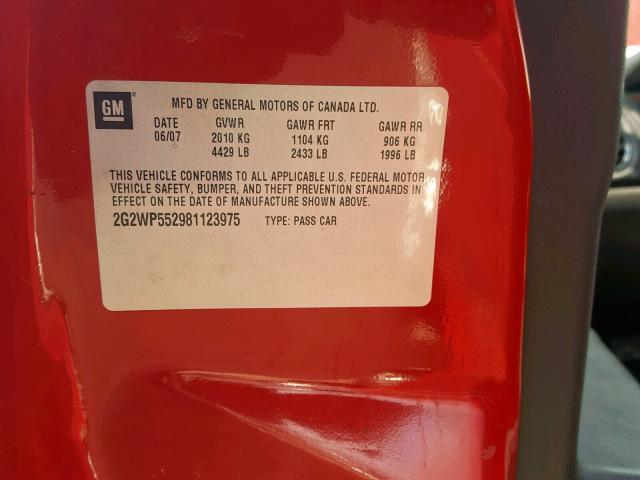 GM ®
MFD BY GENERAL MOTORS OF CANADA LTD.
DATE GVWR GAWR FRT GAWR RR
06/07 2010 KG 1104 KG 906 KG
4429 LB 2433 LB 1996 LB
THIS VEHICLE CONFORMS TO ALL APPLICABLE U.S. FEDERAL MOTOR
VEHICLE SAFETY, BUMPER, AND THEFT PREVENTION STANDARDS IN
EFFECT ON THE DATE OF MANUFACTURE SHOWN ABOVE.
2G2WP552981123975 TYPE: PASS CAR